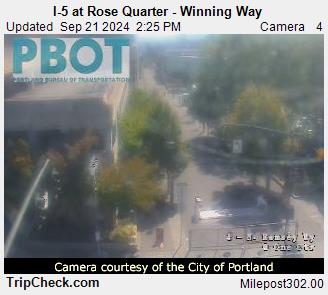 I-5 at Rose Quarter - Winning Way
Updated Sep 21 2024 2:25 PM Camera 4
PBOT
PORTLAND BUREAU OF TRANSPORTATION
Camera courtesy of the City of Portland
TripCheck.com Milepost302.00